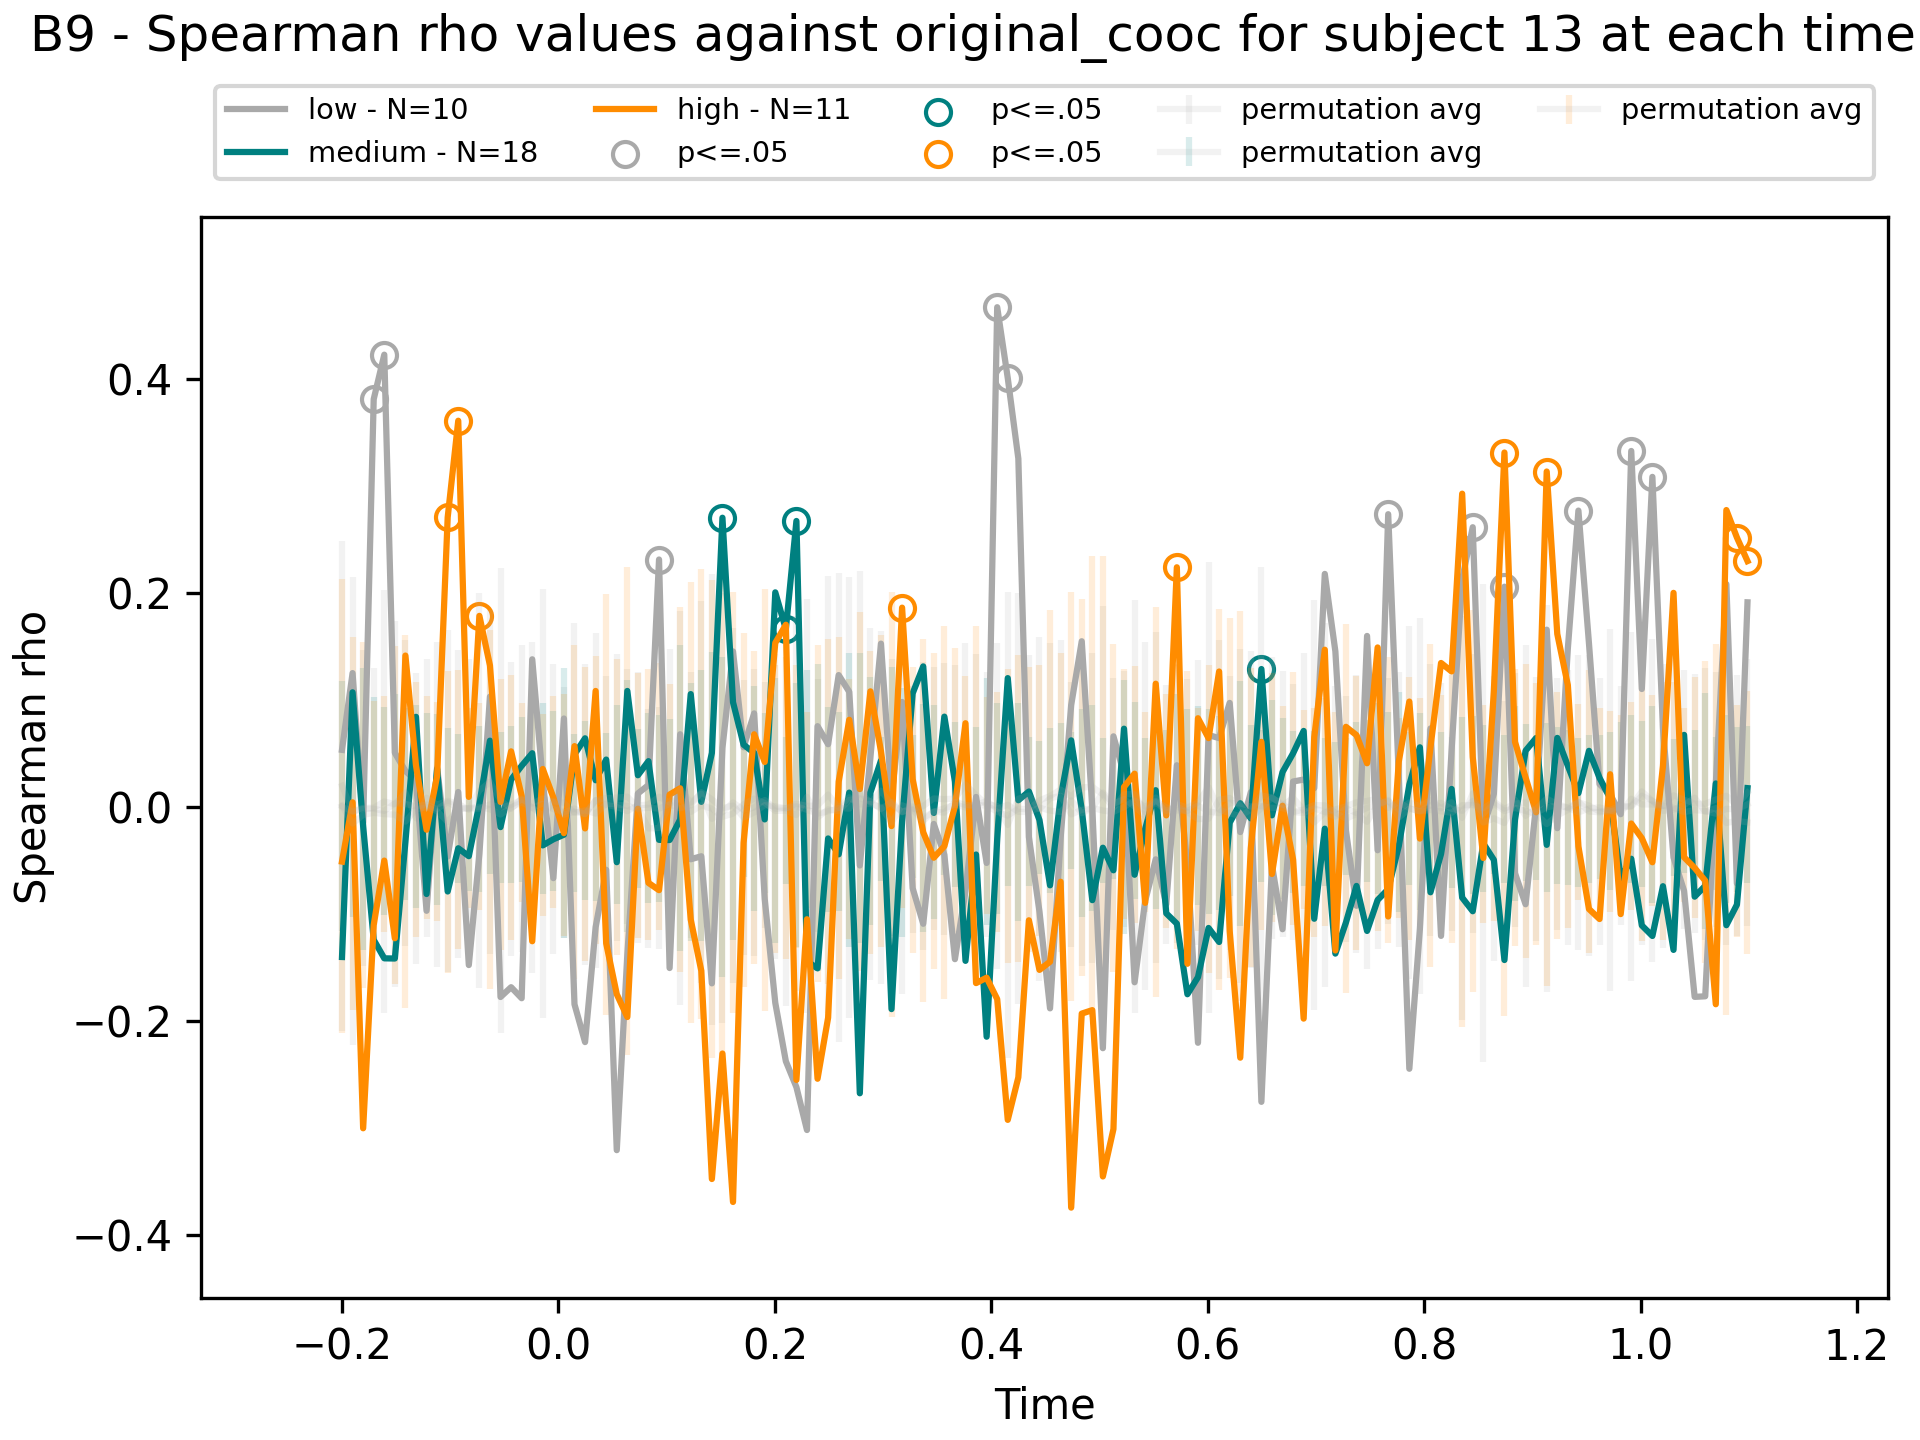 B9 - Spearman rho values against original_cooc for subject 13 at each time
low - N=10
medium - N=18
high - N=11
p<=.05
p<=.05
p<=.05
permutation avg
permutation avg
permutation avg
Spearman rho
0.4
0.2
0.0
−0.2
−0.4
−0.2 0.0 0.2 0.4 0.6 0.8 1.0 1.2
Time